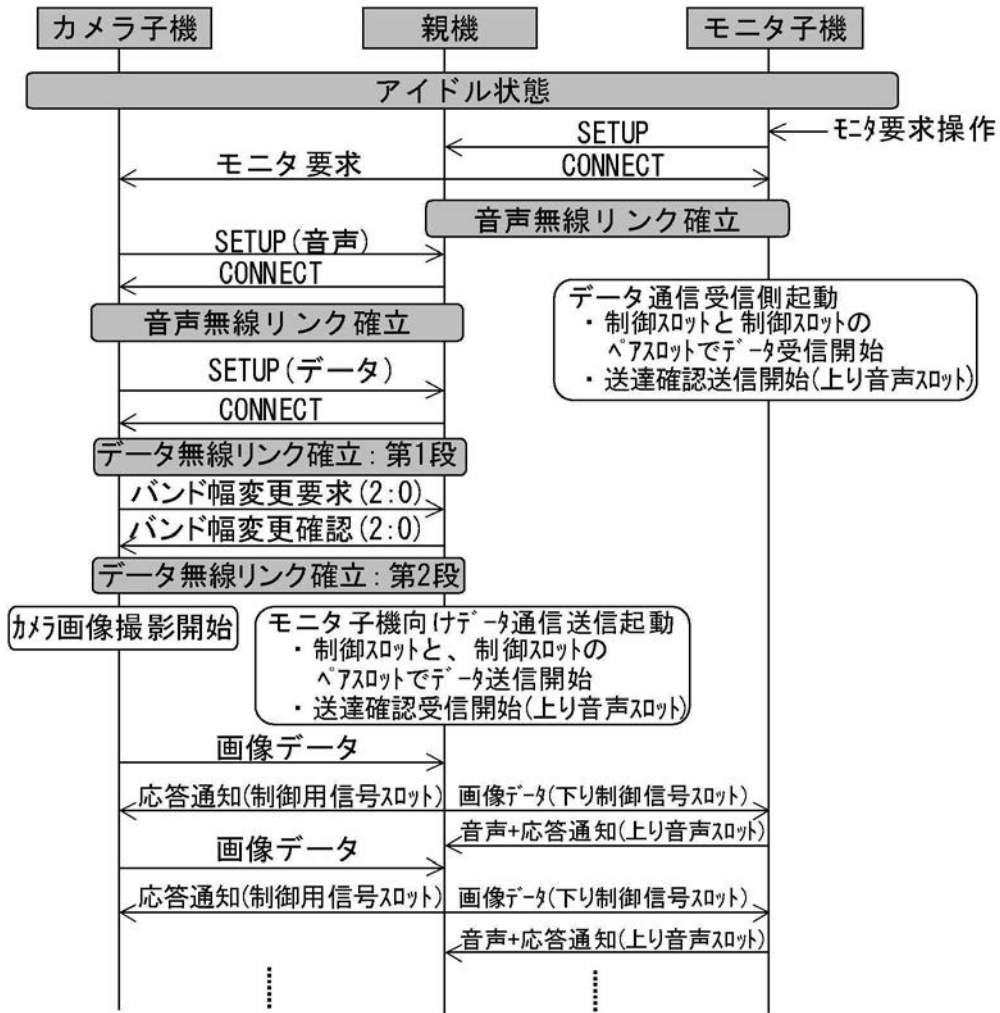 カメラ子機
親機
モニタ子機
アイドル状態
SETUP
ﾓﾆﾀ要求操作
モニタ要求
CONNECT
音声無線リンク確立
SETUP(音声)
CONNECT
音声無線リンク確立
データ通信受信側起動
・制御ｽﾛｯﾄと制御ｽﾛｯﾄの
ﾍﾟｱｽﾛｯﾄでﾃﾞｰﾀ受信開始
・送達確認送信開始(上り音声ｽﾛｯﾄ)
SETUP(データ)
CONNECT
データ無線リンク確立：第1段
バンド幅変更要求(2:0)
バンド幅変更確認(2:0)
データ無線リンク確立：第2段
ｶﾒﾗ画像撮影開始
モニタ子機向けﾃﾞｰﾀ通信送信起動
・制御ｽﾛｯﾄと、制御ｽﾛｯﾄの
ﾍﾟｱｽﾛｯﾄでﾃﾞｰﾀ送信開始
・送達確認受信開始(上り音声ｽﾛｯﾄ)
画像データ
応答通知(制御用信号ｽﾛｯﾄ)
画像ﾃﾞｰﾀ(下り制御信号ｽﾛｯﾄ)
音声+応答通知(上り音声ｽﾛｯﾄ)
画像データ
応答通知(制御用信号ｽﾛｯﾄ)
画像ﾃﾞｰﾀ(下り制御信号ｽﾛｯﾄ)
音声+応答通知(上り音声ｽﾛｯﾄ)